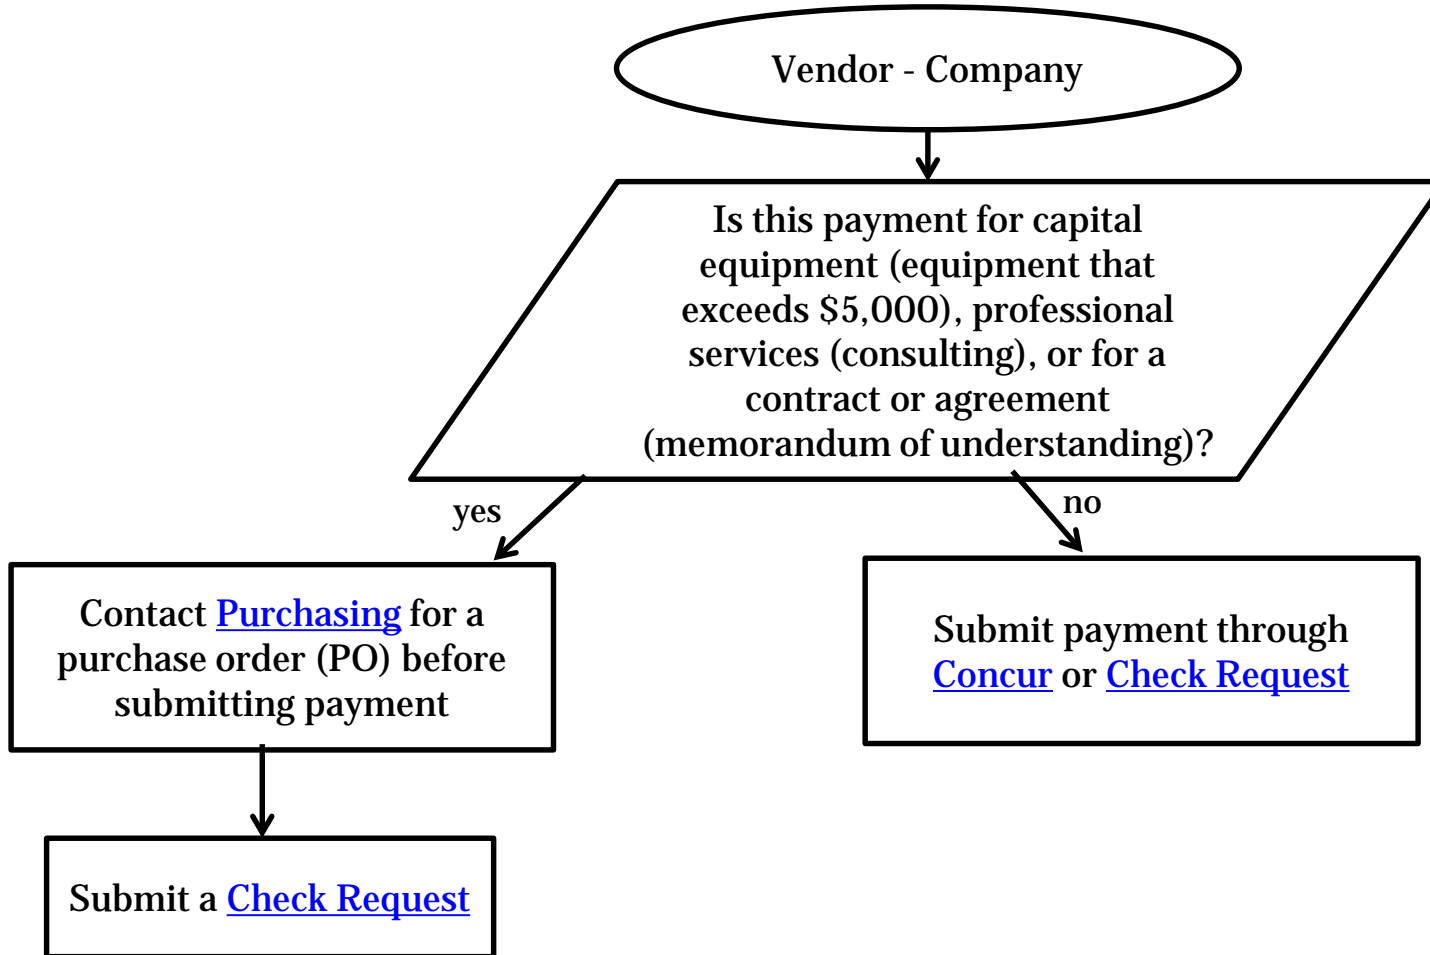 Vendor - Company
Is this payment for capital
equipment (equipment that
exceeds $5,000), professional
services (consulting), or for a
contract or agreement
(memorandum of understanding)?
yes
no
Contact Purchasing for a
purchase order (PO) before
submitting payment
Submit payment through
Concur or Check Request
Submit a Check Request